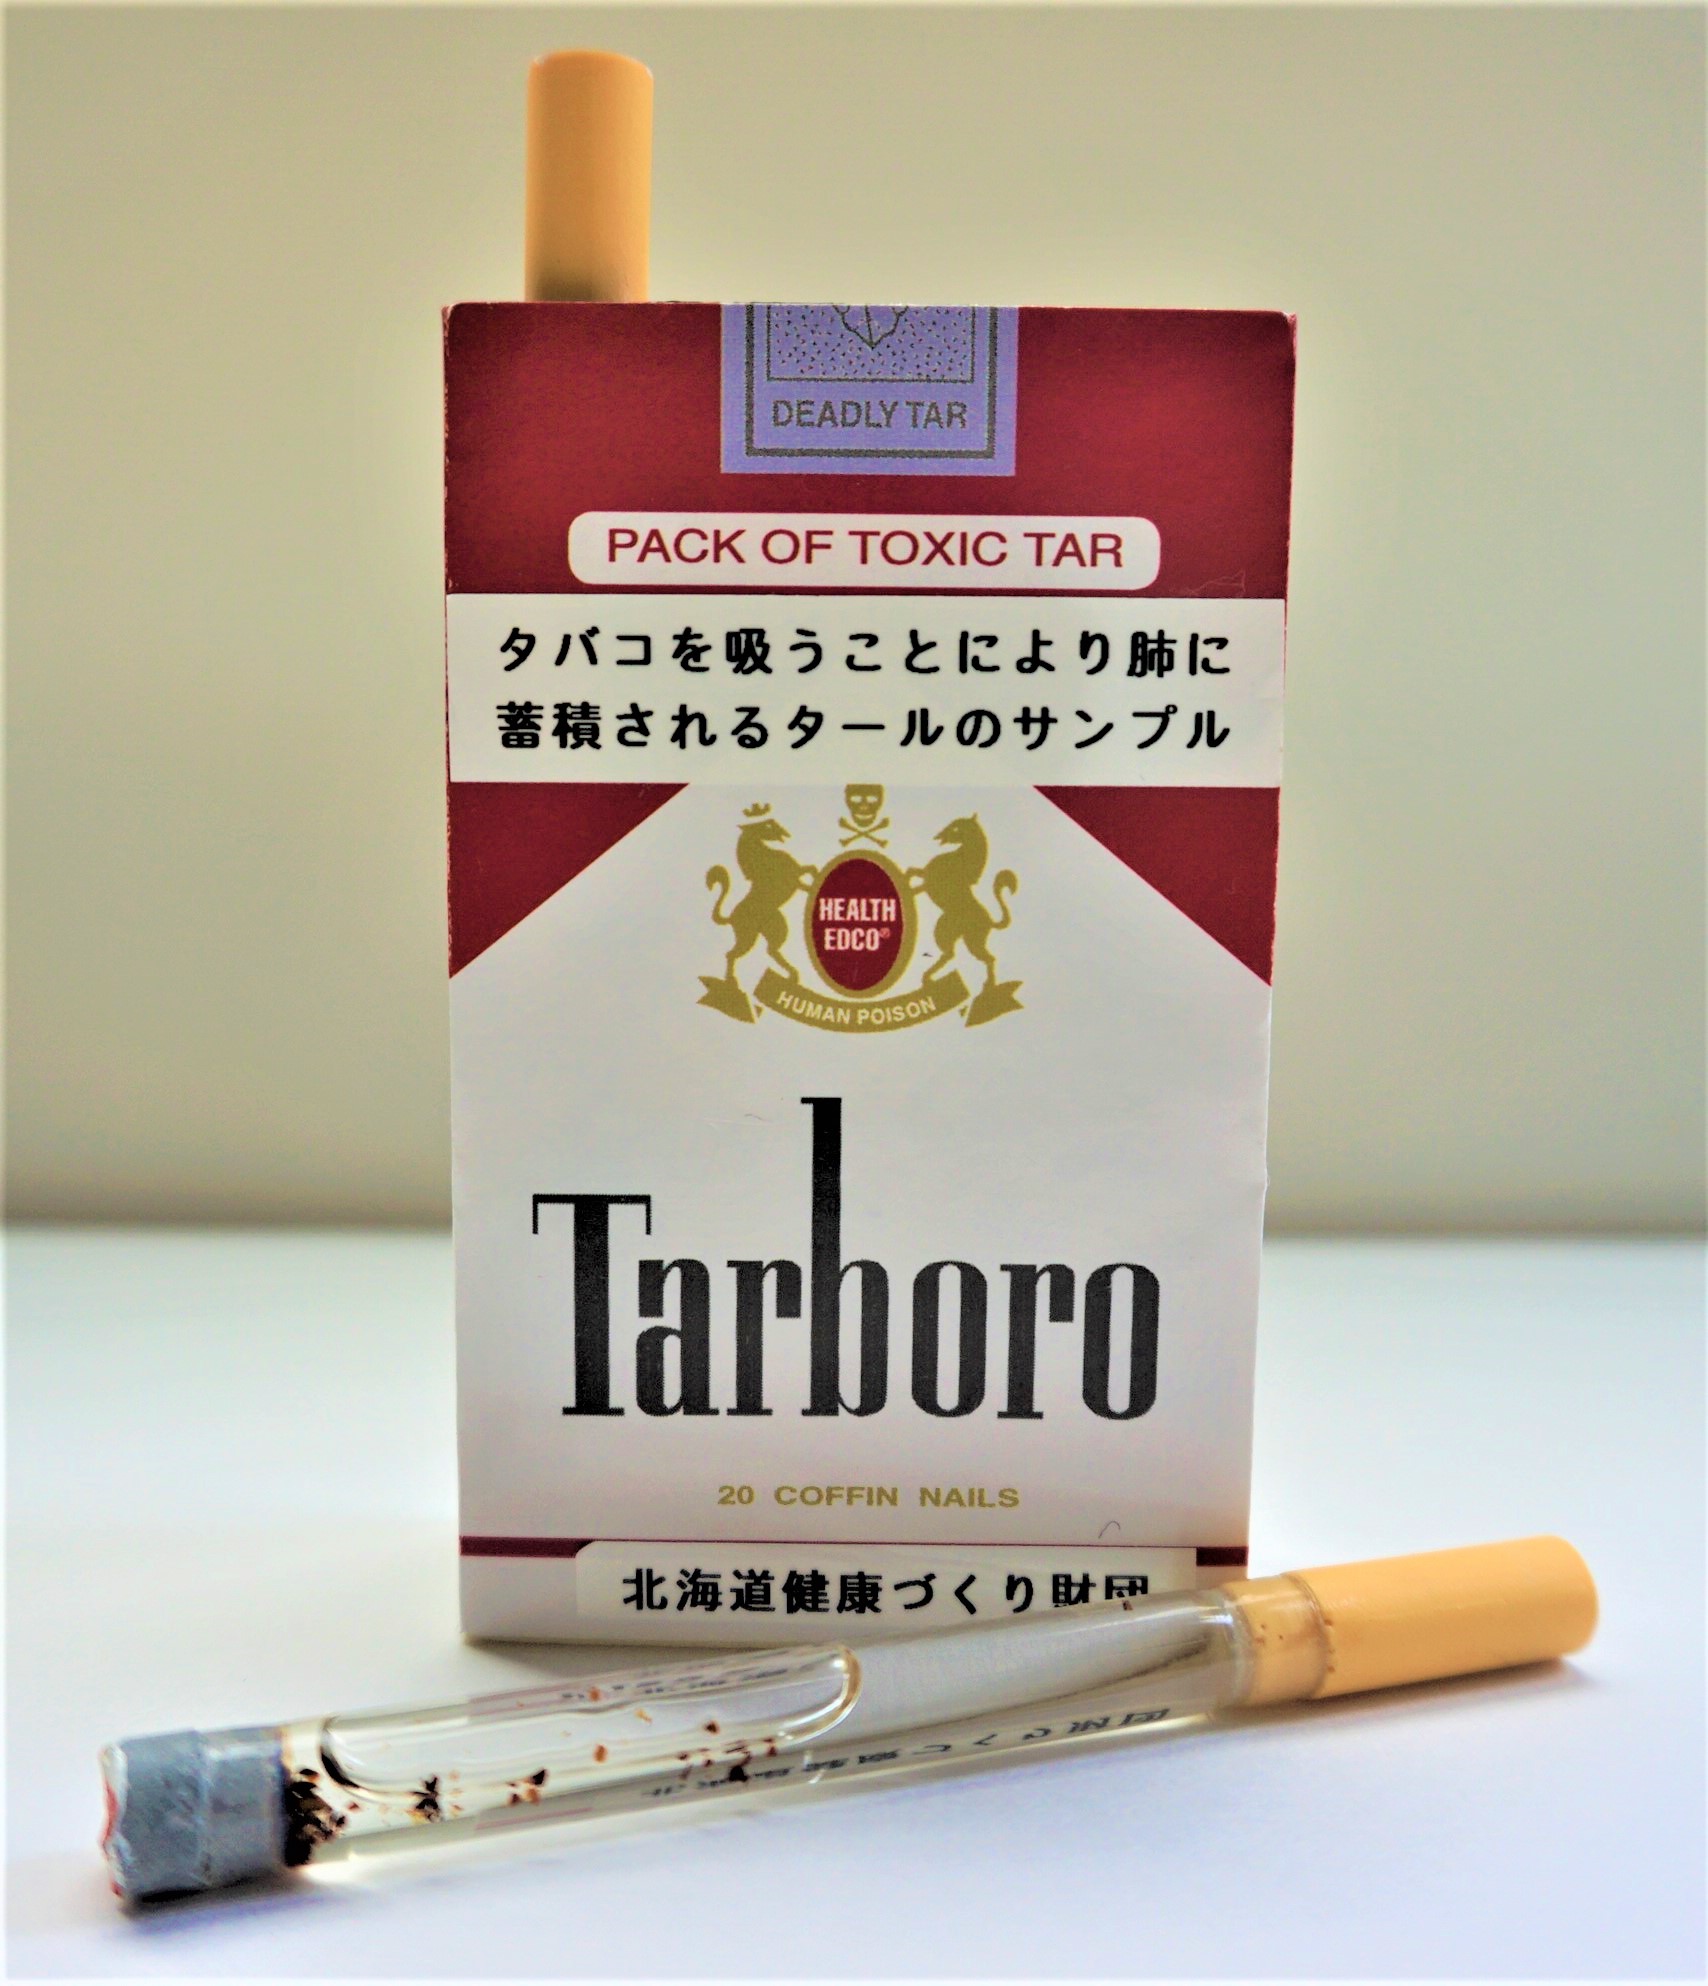 DEADLY TAR
PACK OF TOXIC TAR
タバコを吸うことにより肺に
蓄積されるタールのサンプル
HEALTH
EDCO®
HUMAN POISON
Tarboro
20 COFFIN NAILS
北海道健康づくり財団